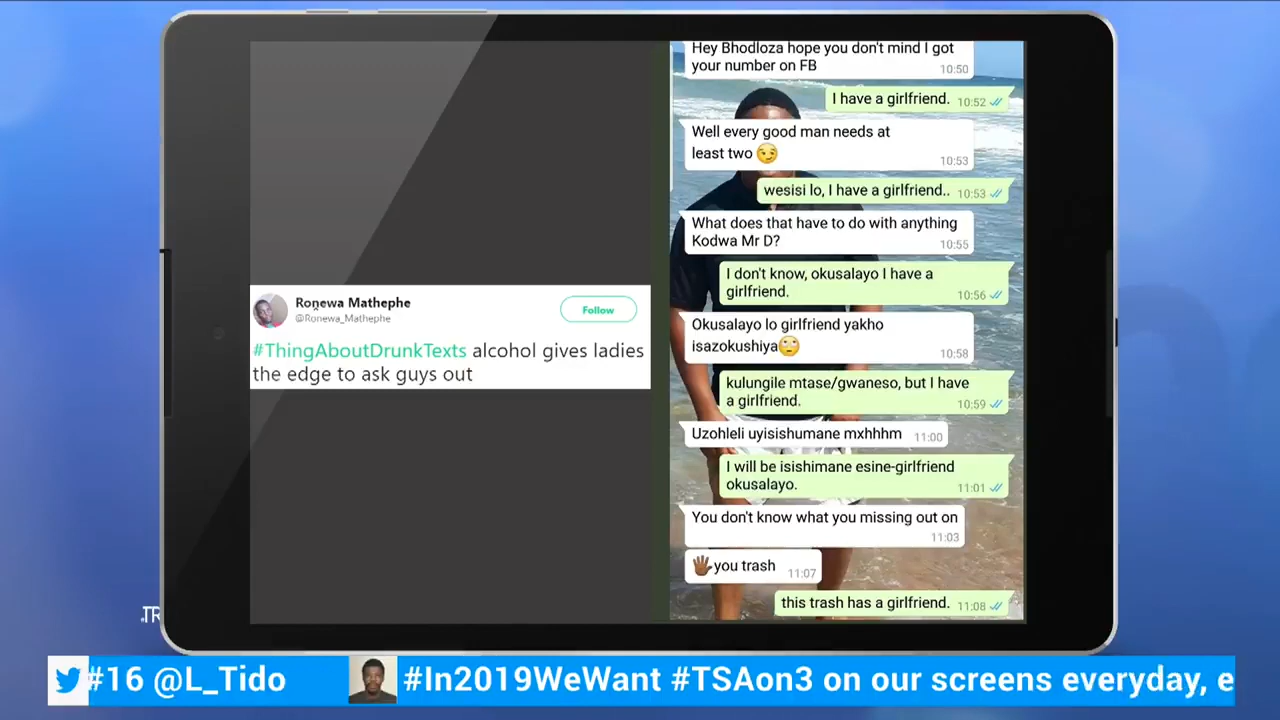 Ronewa Mathephe
@Ronewa_Mathephe
Follow
#ThingAboutDrunkTexts alcohol gives ladies
the edge to ask guys out
Hey Bhodloza hope you don't mind I got
your number on FB
10:50
I have a girlfriend. 10:52
Well every good man needs at
least two 😏
10:53
wesisi lo, I have a girlfriend.. 10:53
What does that have to do with anything
Kodwa Mr D?
10:55
I don't know, okusalayo I have a
girlfriend.
10:56
Okusalayo lo girlfriend yakho
isazokushiya🙄
10:58
kulungile mtase/gwaneso, but I have
a girlfriend.
10:59
Uzohleli uyisishumane mxhhhm 11:00
I will be isishimane esine-girlfriend
okusalayo.
11:01
You don't know what you missing out on
11:03
🖐🏾you trash 11:07
this trash has a girlfriend. 11:08
#16 @L_Tido
#In2019WeWant #TSAon3 on our screens everyday, e